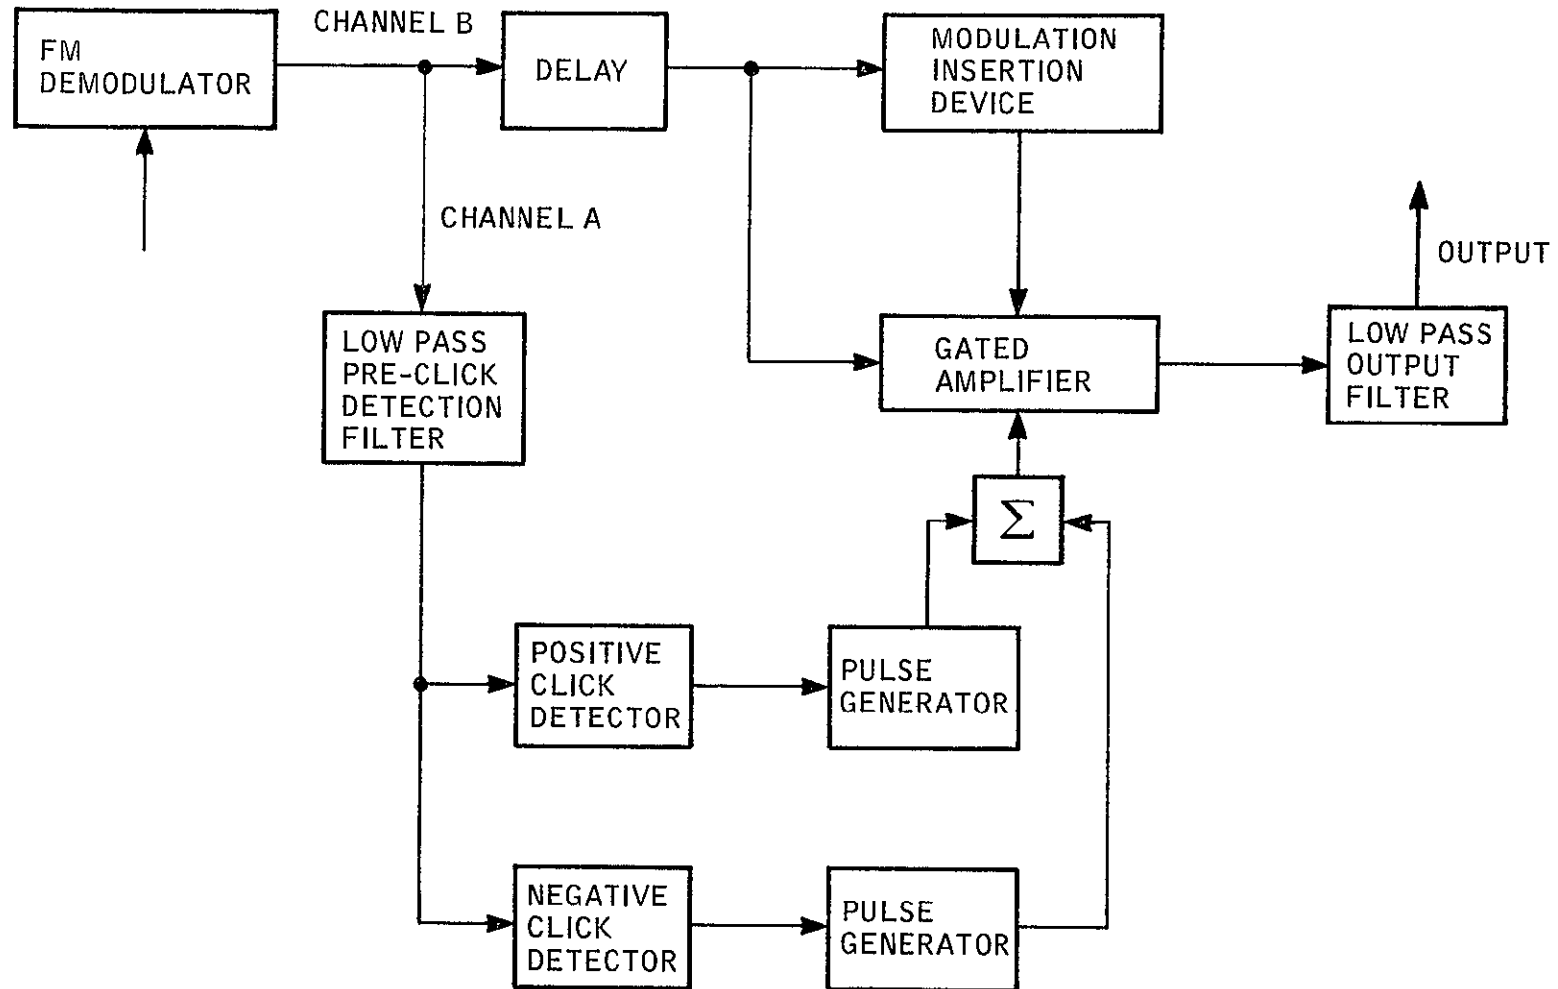 CHANNEL B
FM
DEMODULATOR
DELAY
MODULATION
INSERTION
DEVICE
CHANNEL A
OUTPUT
LOW PASS
PRE-CLICK
DETECTION
FILTER
GATED
AMPLIFIER
LOW PASS
OUTPUT
FILTER
Σ
POSITIVE
CLICK
DETECTOR
PULSE
GENERATOR
NEGATIVE
CLICK
DETECTOR
PULSE
GENERATOR